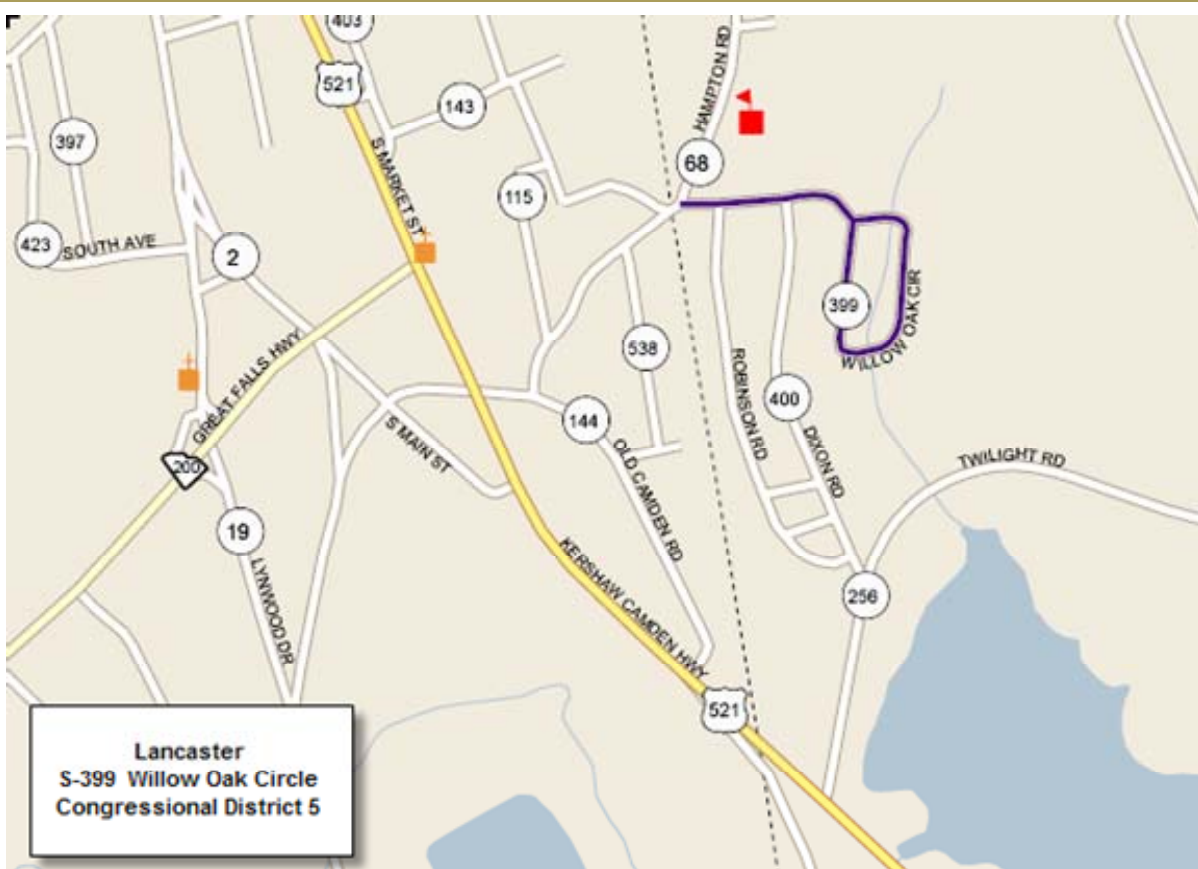 403
521
HAMPTON RD
143
397
S MARKET ST
68
115
423
SOUTH AVE
2
399
WILLOW OAK CIR
538
ROBINSON RD
400
DIXON RD
GREAT FALLS HWY
144
S MAIN ST
OLD CAMDEN RD
TWILIGHT RD
200
19
LYNWOOD DR
KERSHAW CAMDEN HWY
256
521
Lancaster
S-399 Willow Oak Circle
Congressional District 5